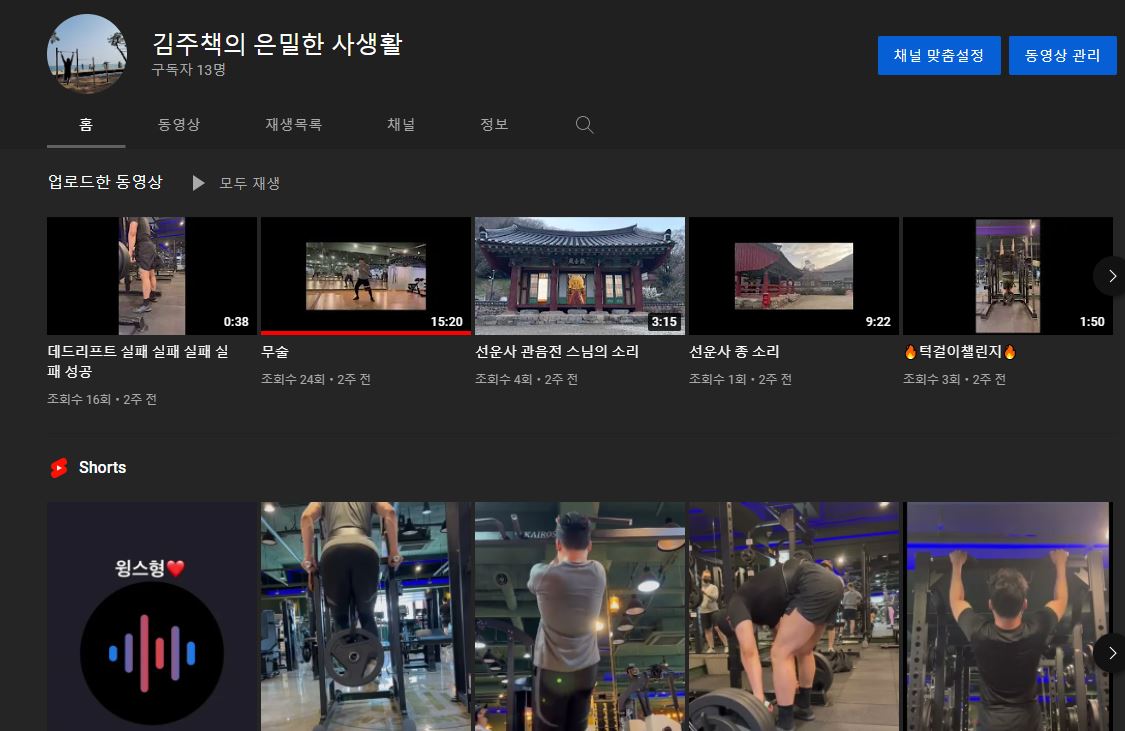 김주책의 은밀한 사생활
구독자 13명
채널 맞춤설정
동영상 관리
홈
동영상
재생목록
채널
정보
업로드한 동영상
모두 재생
0:38
15:20
3:15
9:22
1:50
데드리프트 실패 실패 실패 실
패 성공
조회수 16회 • 2주 전
무술
조회수 24회 • 2주 전
선운사 관음전 스님의 소리
조회수 4회 • 2주 전
선운사 종 소리
조회수 1회 • 2주 전
🔥턱걸이챌린지🔥
조회수 3회 • 2주 전
Shorts
윙스형❤️
KAIROS